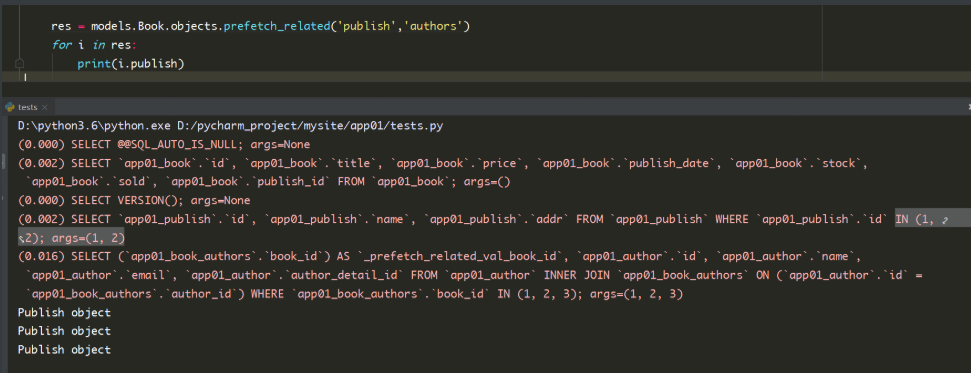 res = models.Book.objects.prefetch_related('publish','authors')
for i in res:
print(i.publish)
tests
D:\python3.6\python.exe D:/pycharm_project/mysite/app01/tests.py
(0.000) SELECT @@SQL_AUTO_IS_NULL; args=None
(0.002) SELECT `app01_book`.`id`, `app01_book`.`title`, `app01_book`.`price`, `app01_book`.`publish_date`, `app01_book`.`stock`,
`app01_book`.`sold`, `app01_book`.`publish_id` FROM `app01_book`; args=()
(0.000) SELECT VERSION(); args=None
(0.002) SELECT `app01_publish`.`id`, `app01_publish`.`name`, `app01_publish`.`addr` FROM `app01_publish` WHERE `app01_publish`.`id` IN (1,
2); args=(1, 2)
(0.016) SELECT (`app01_book_authors`.`book_id`) AS `_prefetch_related_val_book_id`, `app01_author`.`id`, `app01_author`.`name`,
`app01_author`.`email`, `app01_author`.`author_detail_id` FROM `app01_author` INNER JOIN `app01_book_authors` ON (`app01_author`.`id` =
`app01_book_authors`.`author_id`) WHERE `app01_book_authors`.`book_id` IN (1, 2, 3); args=(1, 2, 3)
Publish object
Publish object
Publish object